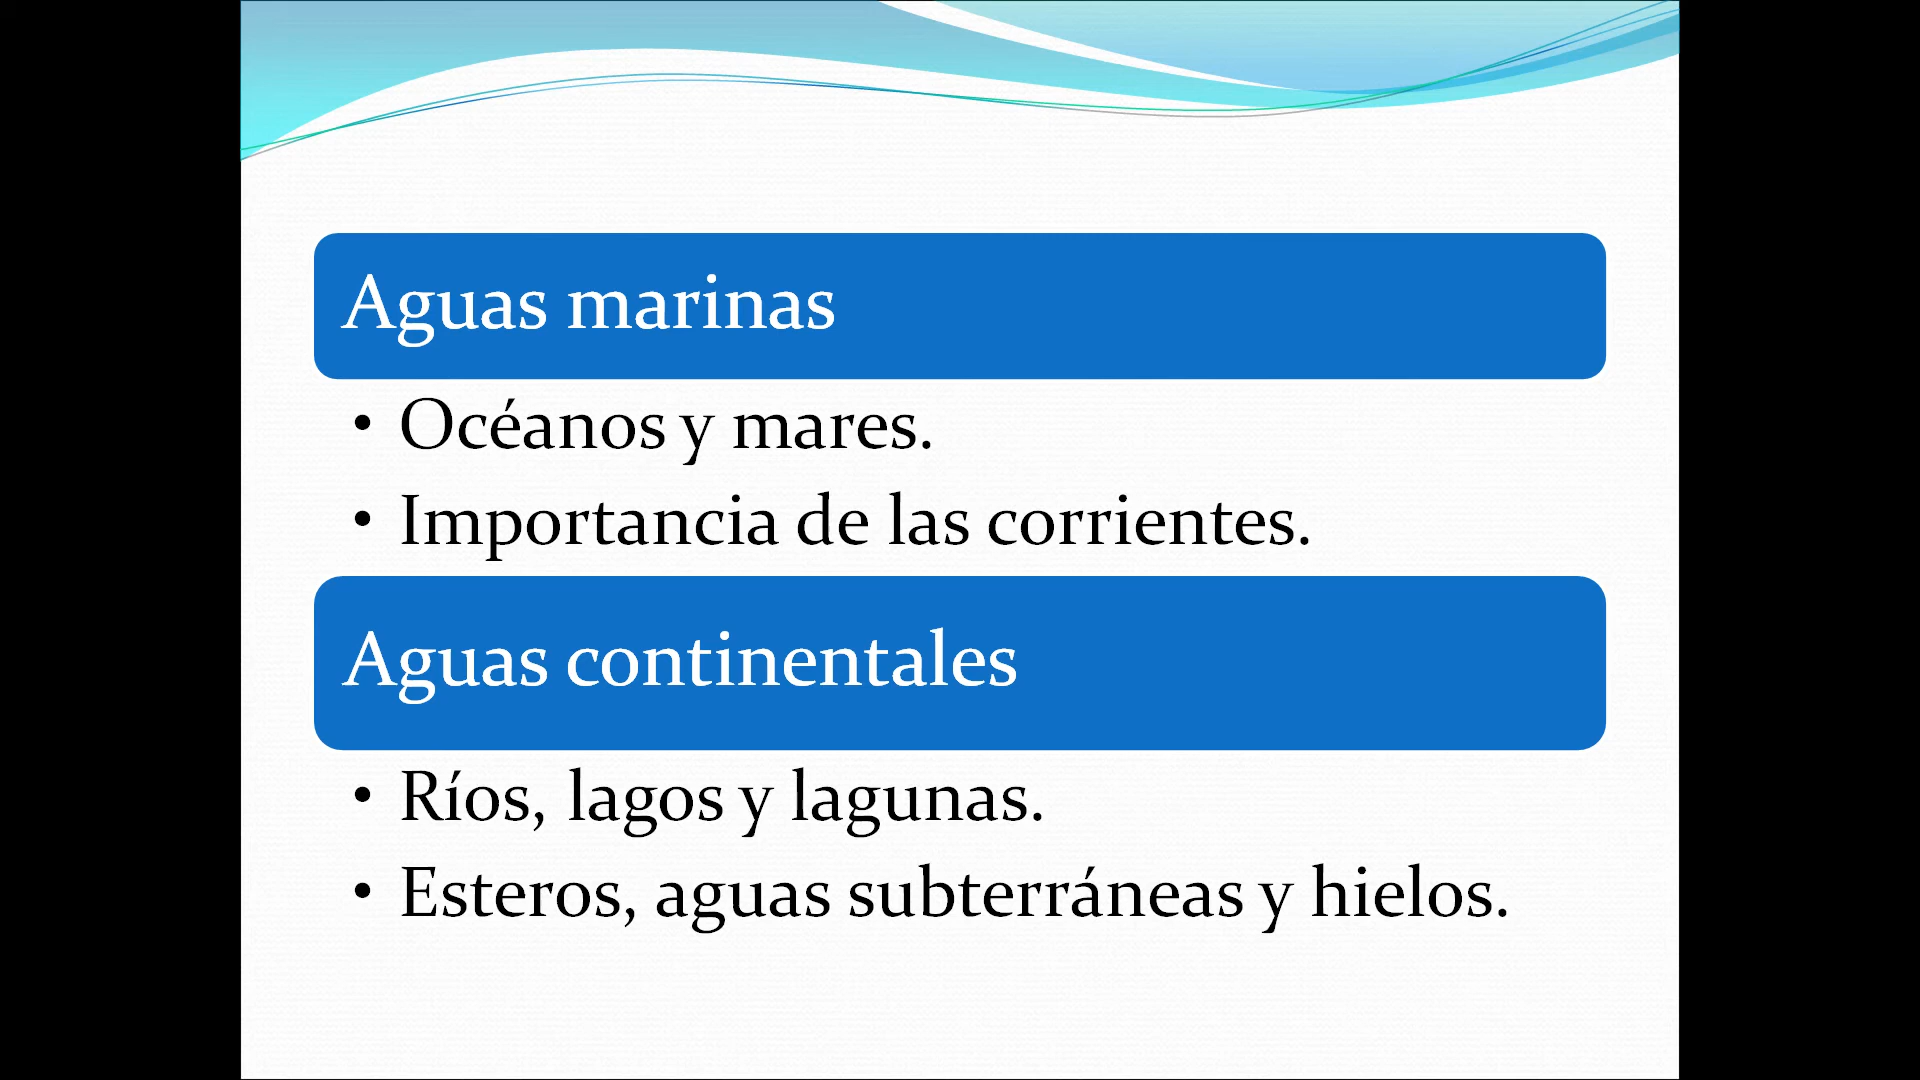 Aguas marinas
• Océanos y mares.
• Importancia de las corrientes.
Aguas continentales
• Ríos, lagos y lagunas.
• Esteros, aguas subterráneas y hielos.